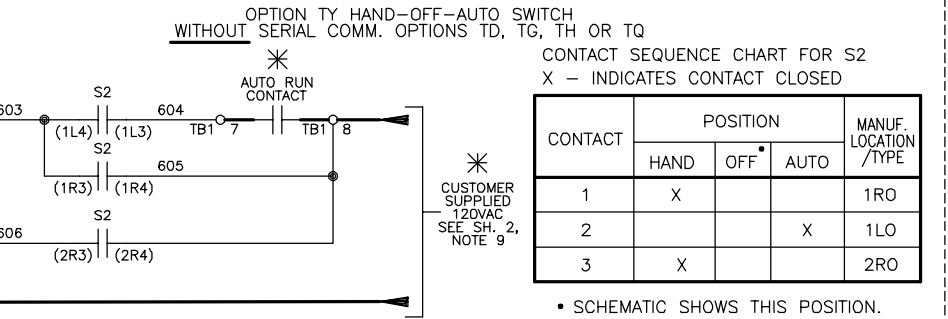 OPTION TY HAND-OFF-AUTO SWITCH
WITHOUT SERIAL COMM. OPTIONS TD, TG, TH OR TQ
AUTO RUN
CONTACT
603
S2
(1L4) (1L3)
604
TB1 7
TB1 8
S2
(1R3) (1R4)
605
606
S2
(2R3) (2R4)
CUSTOMER
SUPPLIED
120VAC
SEE SH. 2,
NOTE 9
CONTACT SEQUENCE CHART FOR S2
X - INDICATES CONTACT CLOSED
CONTACT POSITION MANUF. LOCATION /TYPE
HAND OFF• AUTO
1 X 1RO
2 X 1LO
3 X 2RO
• SCHEMATIC SHOWS THIS POSITION.